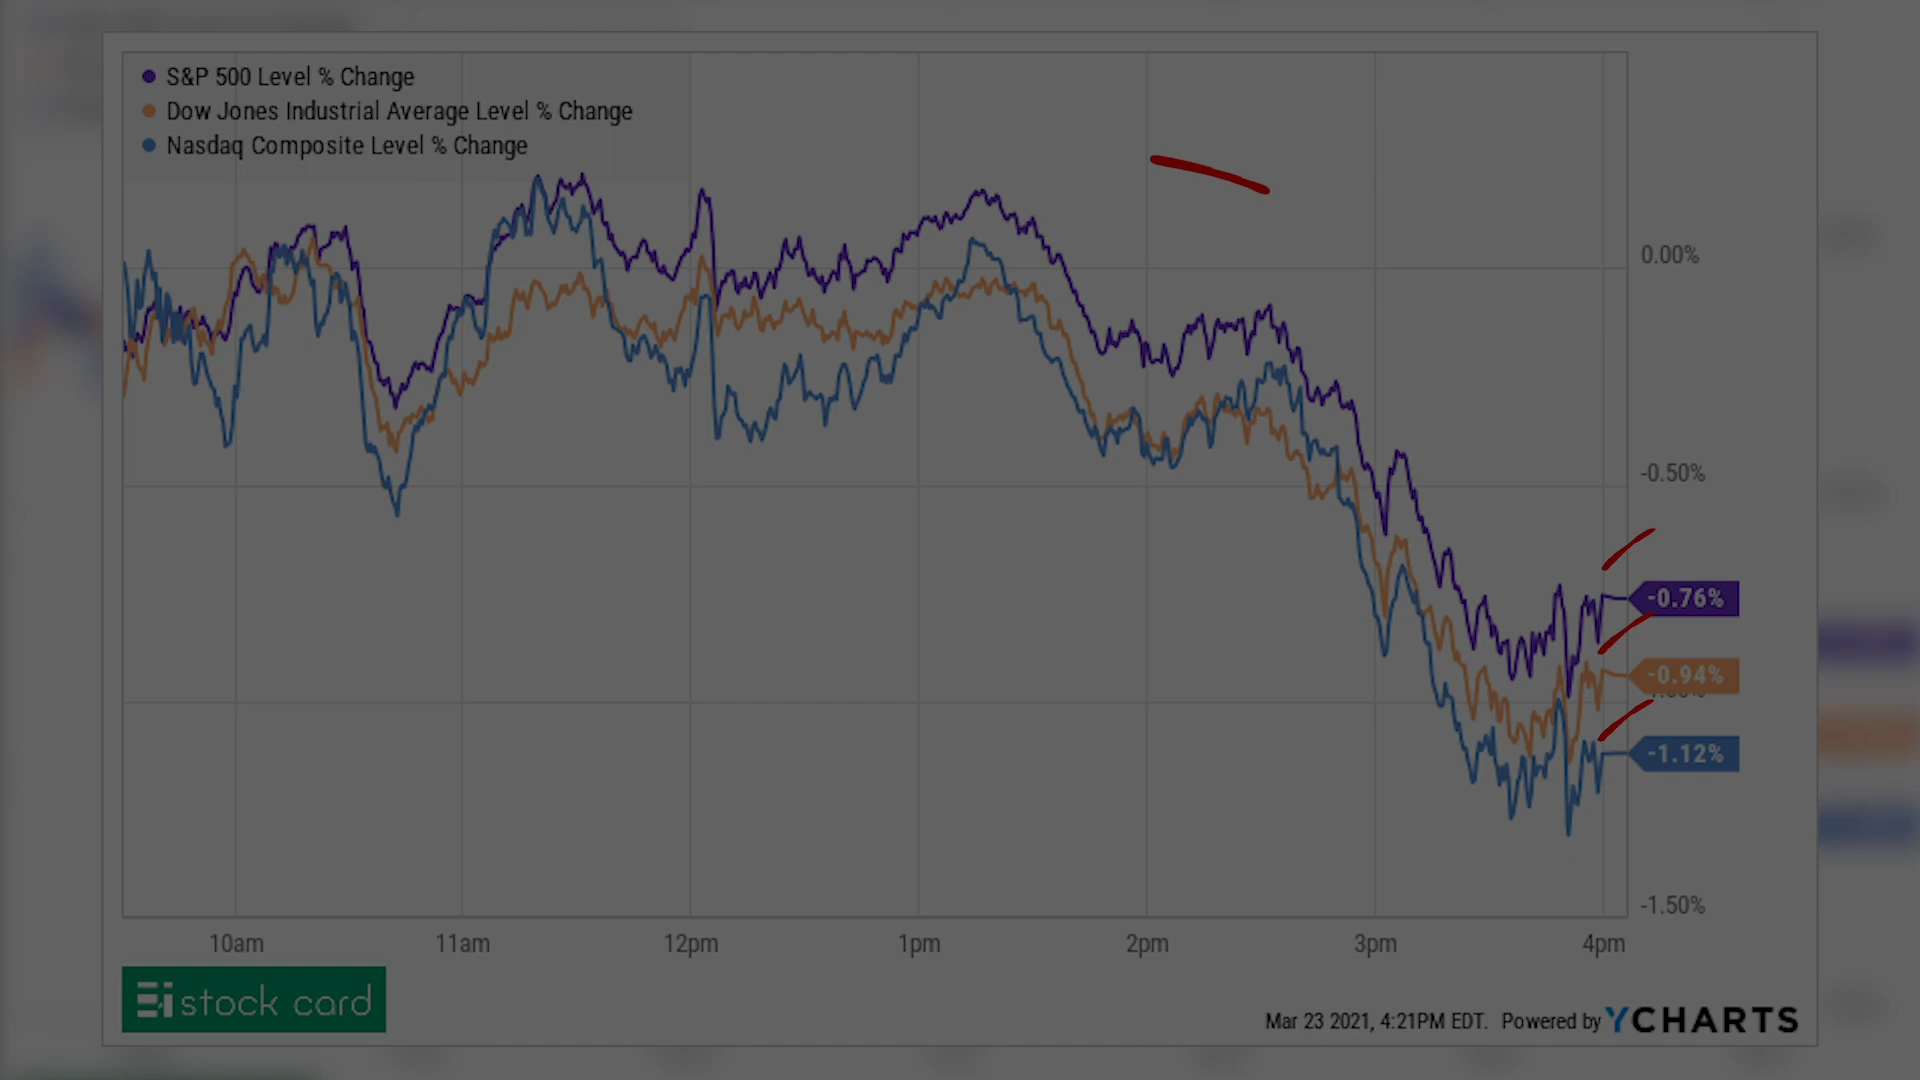 S&P 500 Level % Change
Dow Jones Industrial Average Level % Change
Nasdaq Composite Level % Change
0.00%
-0.50%
-0.76%
-0.94%
-1.12%
-1.50%
10am 11am 12pm 1pm 2pm 3pm 4pm
stock card
Mar 23 2021, 4:21PM EDT. Powered by YCHARTS